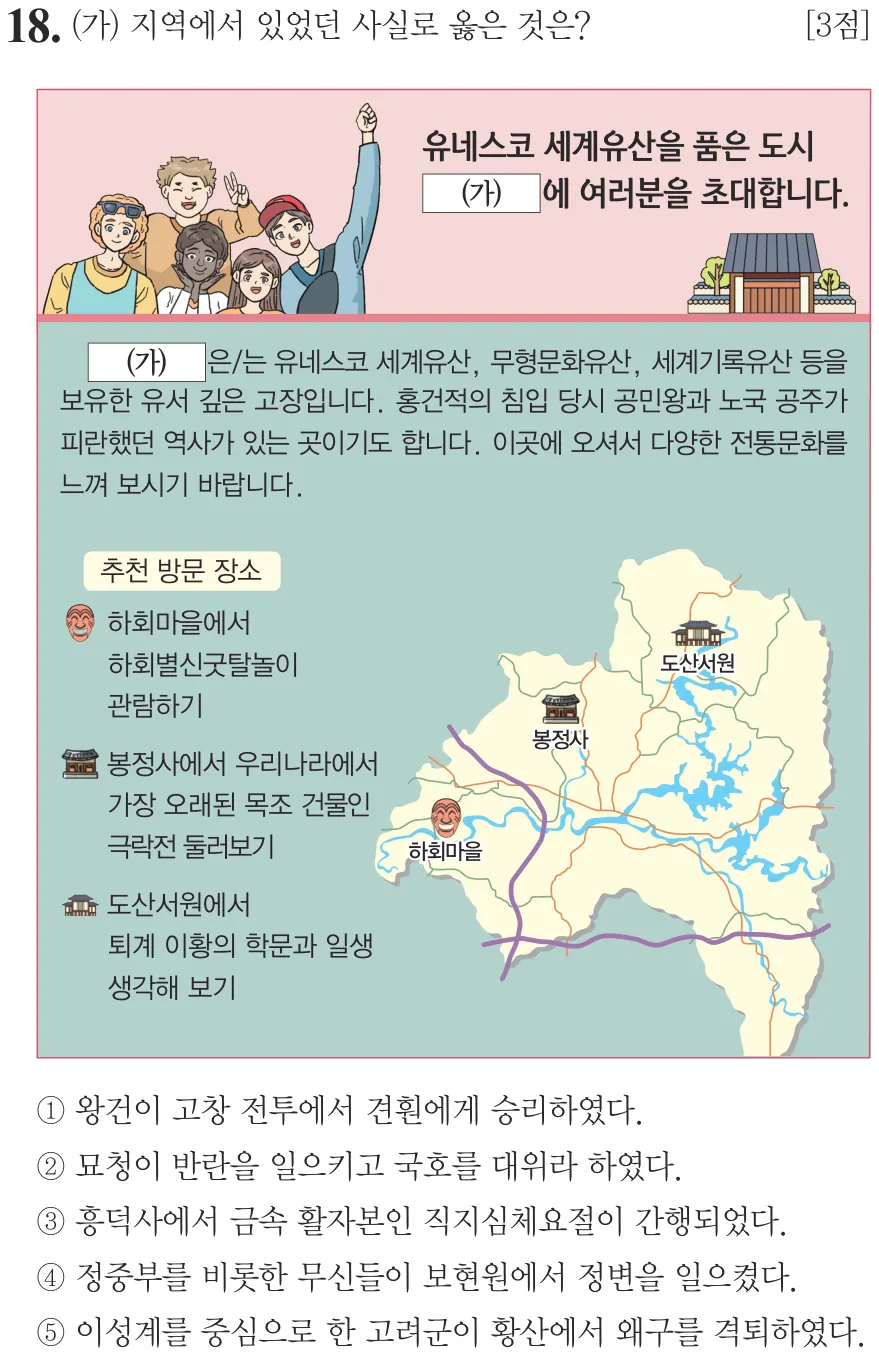 18. (가) 지역에서 있었던 사실로 옳은 것은? [3점]
유네스코 세계유산을 품은 도시
(가) 에 여러분을 초대합니다.
(가) 은/는 유네스코 세계유산, 무형문화유산, 세계기록유산 등을
보유한 유서 깊은 고장입니다. 홍건적의 침입 당시 공민왕과 노국 공주가
피란했던 역사가 있는 곳이기도 합니다. 이곳에 오셔서 다양한 전통문화를
느껴 보시기 바랍니다.
추천 방문 장소
하회마을에서
하회별신굿탈놀이
관람하기
봉정사에서 우리나라에서
가장 오래된 목조 건물인
극락전 둘러보기
도산서원에서
퇴계 이황의 학문과 일생
생각해 보기
도산서원
봉정사
하회마을
① 왕건이 고창 전투에서 견훤에게 승리하였다.
② 묘청이 반란을 일으키고 국호를 대위라 하였다.
③ 흥덕사에서 금속 활자본인 직지심체요절이 간행되었다.
④ 정중부를 비롯한 무신들이 보현원에서 정변을 일으켰다.
⑤ 이성계를 중심으로 한 고려군이 황산에서 왜구를 격퇴하였다.